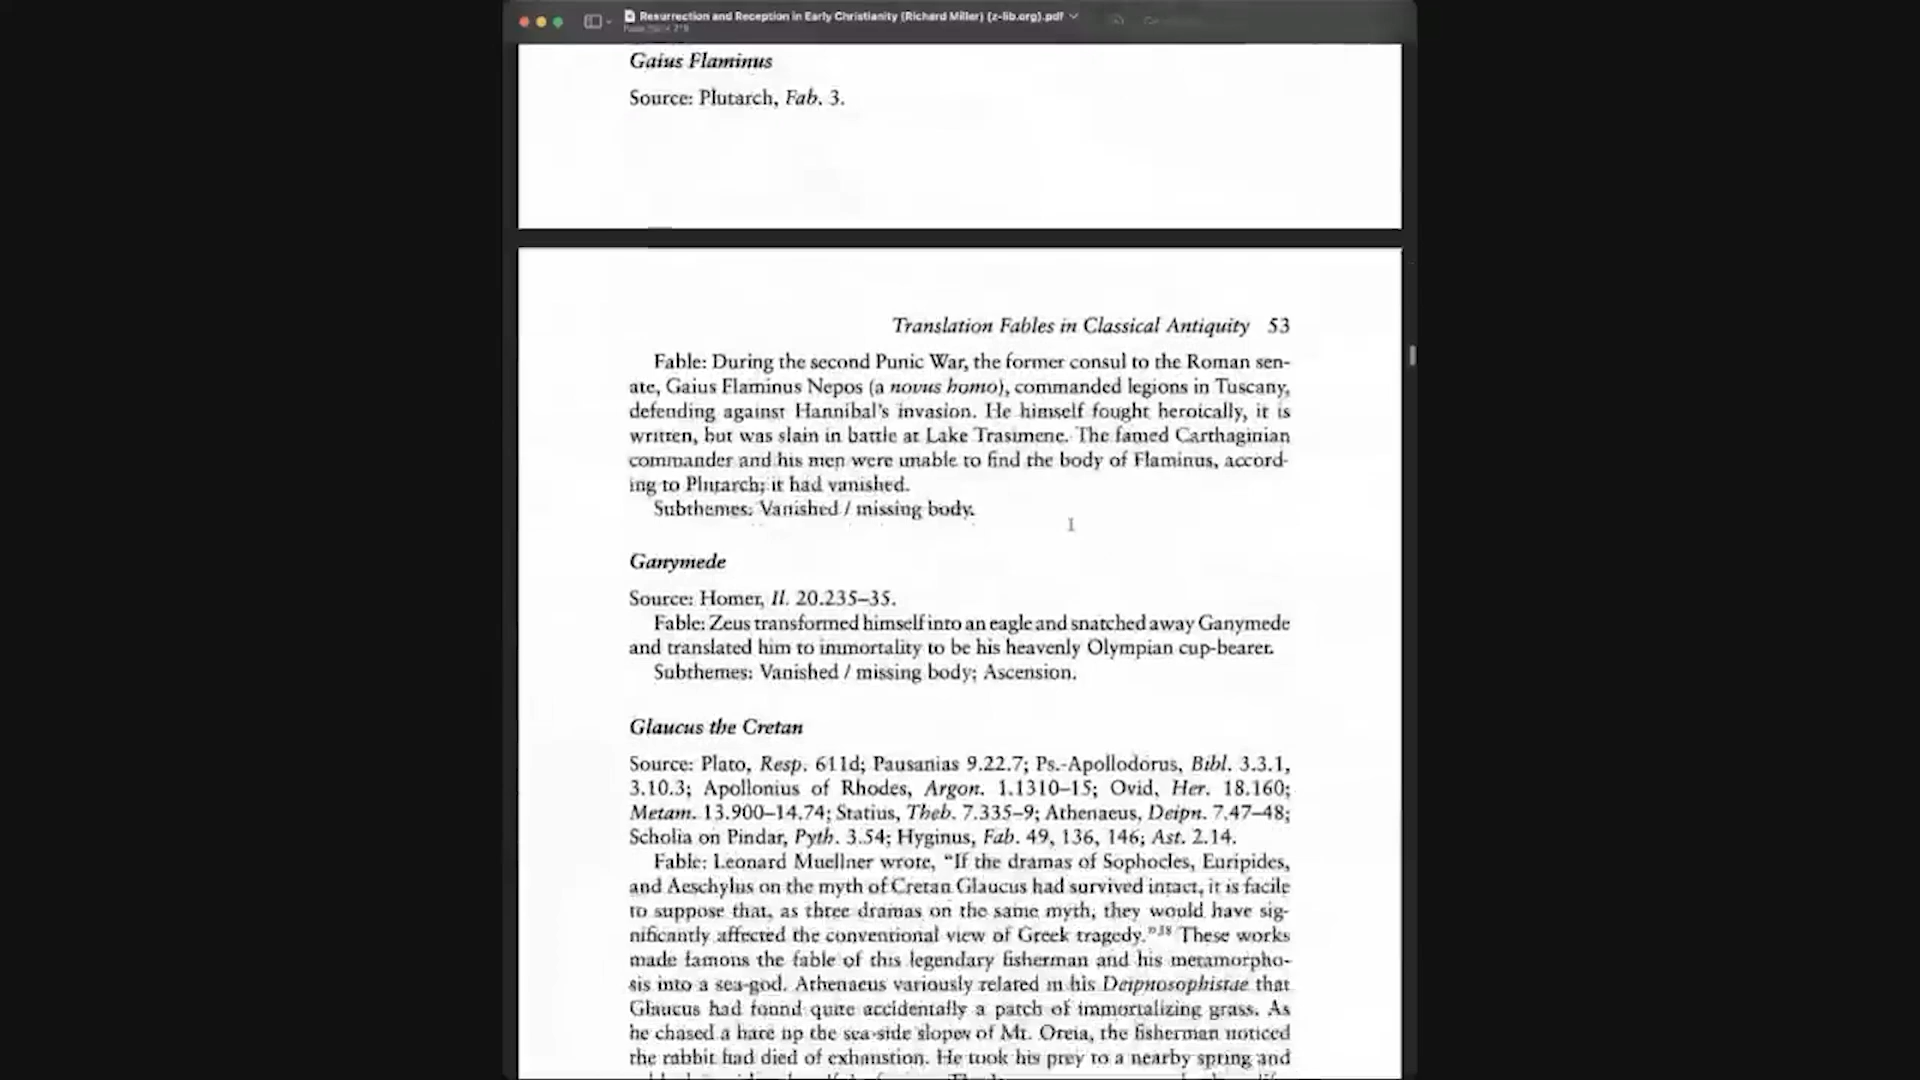 Resurrection and Reception in Early Christianity (Richard Miller) (z-lib.org).pdf
Gaius Flaminus
Source: Plutarch, Fab. 3.
Translation Fables in Classical Antiquity 53
Fable: During the second Punic War, the former consul to the Roman sen-
ate, Gaius Flaminus Nepos (a novus homo), commanded legions in Tuscany,
defending against Hannibal's invasion. He himself fought heroically, it is
written, but was slain in battle at Lake Trasimene. The famed Carthaginian
commander and his men were unable to find the body of Flaminus, accord-
ing to Plutarch; it had vanished.
Subthemes: Vanished / missing body.
Ganymede
Source: Homer, Il. 20.235–35.
Fable: Zeus transformed himself into an eagle and snatched away Ganymede
and translated him to immortality to be his heavenly Olympian cup-bearer.
Subthemes: Vanished / missing body; Ascension.
Glaucus the Cretan
Source: Plato, Resp. 611d; Pausanias 9.22.7; Ps.-Apollodorus, Bibl. 3.3.1,
3.10.3; Apollonius of Rhodes, Argon. 1.1310–15; Ovid, Her. 18.160;
Metam. 13.900–14.74; Statius, Theb. 7.335–9; Athenaeus, Deipn. 7.47–48;
Scholia on Pindar, Pyth. 3.54; Hyginus, Fab. 49, 136, 146; Ast. 2.14.
Fable: Leonard Muellner wrote, "If the dramas of Sophocles, Euripides,
and Aeschylus on the myth of Cretan Glaucus had survived intact, it is facile
to suppose that, as three dramas on the same myth, they would have sig-
nificantly affected the conventional view of Greek tragedy."38 These works
made famous the fable of this legendary fisherman and his metamorpho-
sis into a sea-god. Athenaeus variously related in his Deipnosophistae that
Glaucus had found quite accidentally a patch of immortalizing grass. As
he chased a hare up the sea-side slopes of Mt. Oreia, the fisherman noticed
the rabbit had died of exhaustion. He took his prey to a nearby spring and